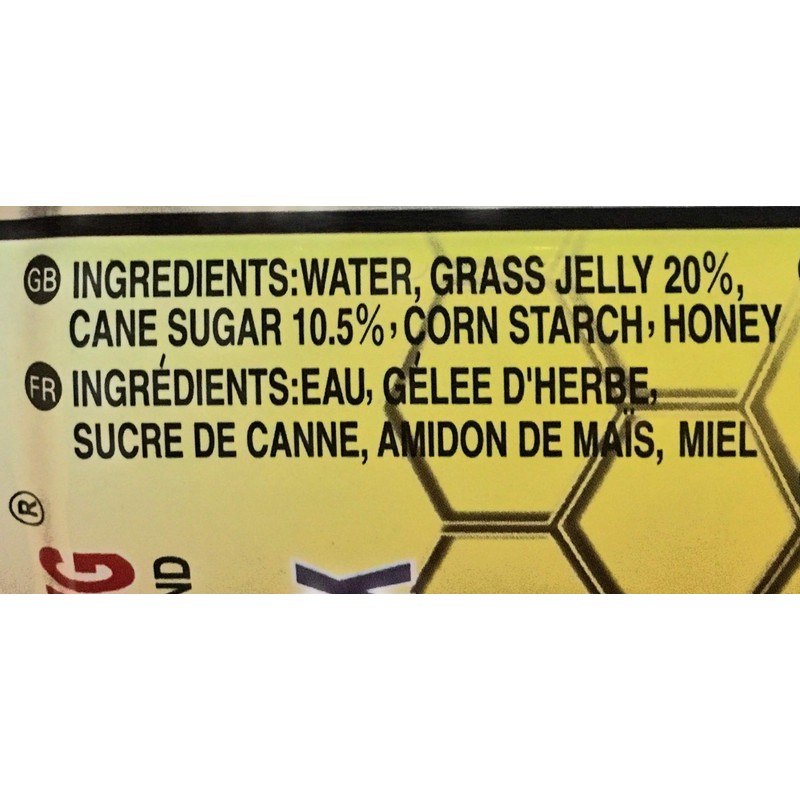 GB INGREDIENTS:WATER, GRASS JELLY 20%,
CANE SUGAR 10.5%, CORN STARCH, HONEY
FR INGRÉDIENTS:EAU, GÉLEE D'HERBE,
SUCRE DE CANNE, AMIDON DE MAÏS, MIEL
®